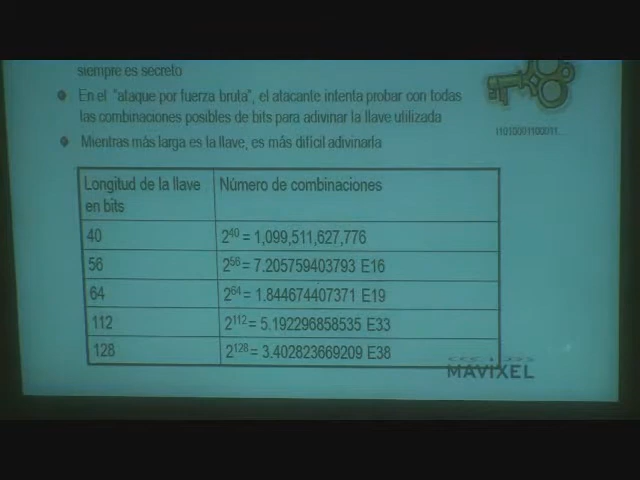 siempre es secreto
En el "ataque por fuerza bruta", el atacante intenta probar con todas
las combinaciones posibles de bits para adivinar la llave utilizada
Mientras más larga es la llave, es más difícil adivinarla
11010001100011...
Longitud de la llave
en bits
Número de combinaciones
40
2⁴⁰ = 1,099,511,627,776
56
2⁵⁶ = 7.205759403793 E16
64
2⁶⁴ = 1.844674407371 E19
112
2¹¹² = 5.192296858535 E33
128
2¹²⁸ = 3.402823669209 E38
MAVIXEL